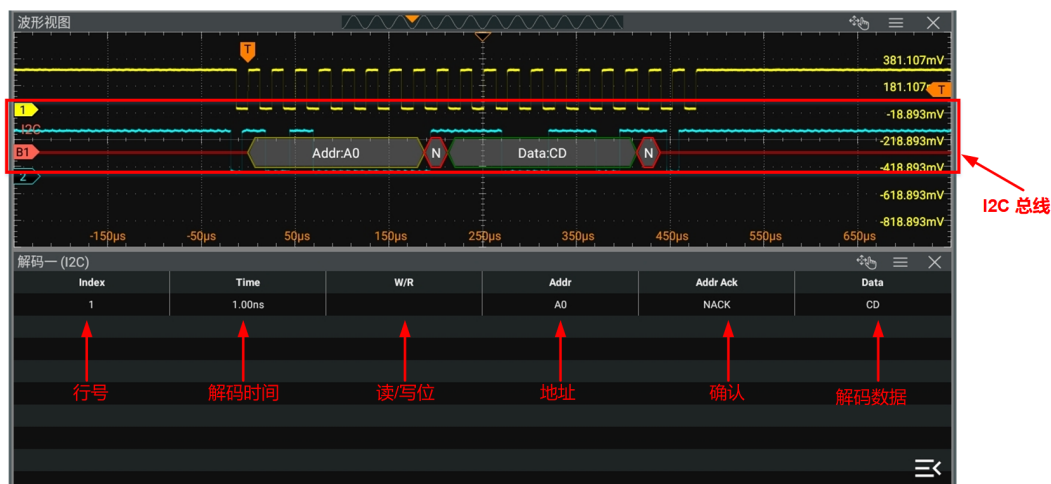 波形视图
T
381.107mV
181.107
T
1
-18.893mV
I2C
-218.893mV
B1
Addr:A0
N
Data:CD
N
-418.893mV
2
I2C 总线
-618.893mV
-818.893mV
-150μs
-50μs
50μs
150μs
250μs
350μs
450μs
550μs
650μs
解码一 (I2C)
Index
Time
W/R
Addr
Addr Ack
Data
1
1.00ns
A0
NACK
CD
行号
解码时间
读/写位
地址
确认
解码数据